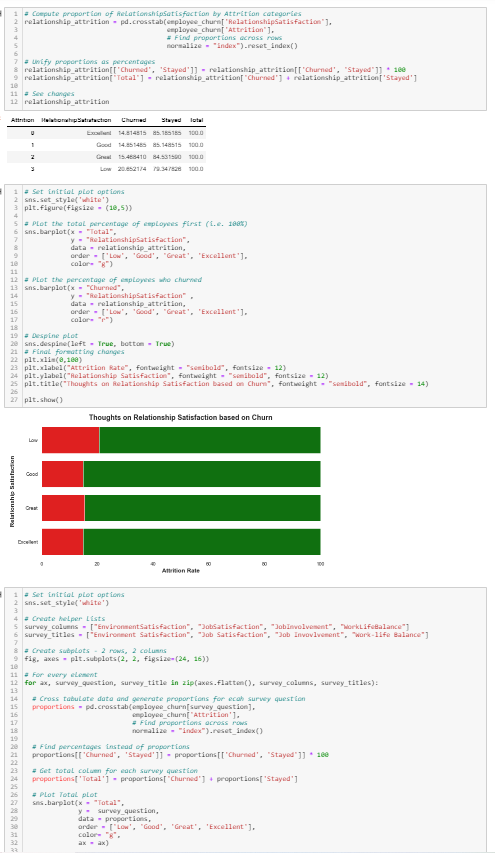 1 # Compute proportion of RelationshipSatisfaction by Attrition categories
2 relationship_attrition = pd.crosstab(employee_churn['RelationshipSatisfaction'],
3 employee_churn['Attrition'],
4 # Find proportions across rows
5 normalize = "index").reset_index()
6
7 # Unify proportions as percentages
8 relationship_attrition[['Churned', 'Stayed']] = relationship_attrition[['Churned', 'Stayed']] * 100
9 relationship_attrition['Total'] = relationship_attrition['Churned'] + relationship_attrition['Stayed']
10
11 # See changes
12 relationship_attrition
Attrition RelationshipSatisfaction Churned Stayed Total
0 Excellent 14.814815 85.185185 100.0
1 Good 14.851485 85.148515 100.0
2 Great 15.468410 84.531590 100.0
3 Low 20.652174 79.347826 100.0
1 # Set initial plot options
2 sns.set_style('white')
3 plt.figure(figsize = (10,5))
4
5 # Plot the total percentage of employees first (i.e. 100%)
6 sns.barplot(x = "Total",
7 y = "RelationshipSatisfaction",
8 data = relationship_attrition,
9 order = ['Low', 'Good', 'Great', 'Excellent'],
10 color= "g")
11
12 # Plot the percentage of employees who churned
13 sns.barplot(x = "Churned",
14 y = "RelationshipSatisfaction" ,
15 data = relationship_attrition,
16 order = ['Low', 'Good', 'Great', 'Excellent'],
17 color= "r")
18
19 # Despine plot
20 sns.despine(left = True, bottom = True)
21 # Final formatting changes
22 plt.xlim(0,100)
23 plt.xlabel("Attrition Rate", fontweight = "semibold", fontsize = 12)
24 plt.ylabel("Relationship Satisfaction", fontweight = "semibold", fontsize = 12)
25 plt.title("Thoughts on Relationship Satisfaction based on Churn", fontweight = "semibold", fontsize = 14)
26
27 plt.show()
Thoughts on Relationship Satisfaction based on Churn
Relationship Satisfaction
Low
Good
Great
Excellent
0 20 40 60 80 100
Attrition Rate
1 # Set initial plot options
2 sns.set_style('white')
3
4 # Create helper lists
5 survey_columns = ["EnvironmentSatisfaction", "JobSatisfaction", "JobInvolvement", "WorkLifeBalance"]
6 survey_titles = ["Environment Satisfaction", "Job Satisfaction", "Job Invovlvement", "Work-life Balance"]
7
8 # Create subplots - 2 rows, 2 columns
9 fig, axes = plt.subplots(2, 2, figsize=(24, 16))
10
11 # For every element
12 for ax, survey_question, survey_title in zip(axes.flatten(), survey_columns, survey_titles):
13
14 # Cross tabulate data and generate proportions for ecah survey question
15 proportions = pd.crosstab(employee_churn[survey_question],
16 employee_churn['Attrition'],
17 # Find proportions across rows
18 normalize = "index").reset_index()
19
20 # Find percentages instead of proportions
21 proportions[['Churned', 'Stayed']] = proportions[['Churned', 'Stayed']] * 100
22
23 # Get total column for each survey question
24 proportions['Total'] = proportions['Churned'] + proportions['Stayed']
25
26 # Plot Total plot
27 sns.barplot(x = "Total",
28 y = survey_question,
29 data = proportions,
30 order = ['Low', 'Good', 'Great', 'Excellent'],
31 color= "g",
32 ax = ax)
33